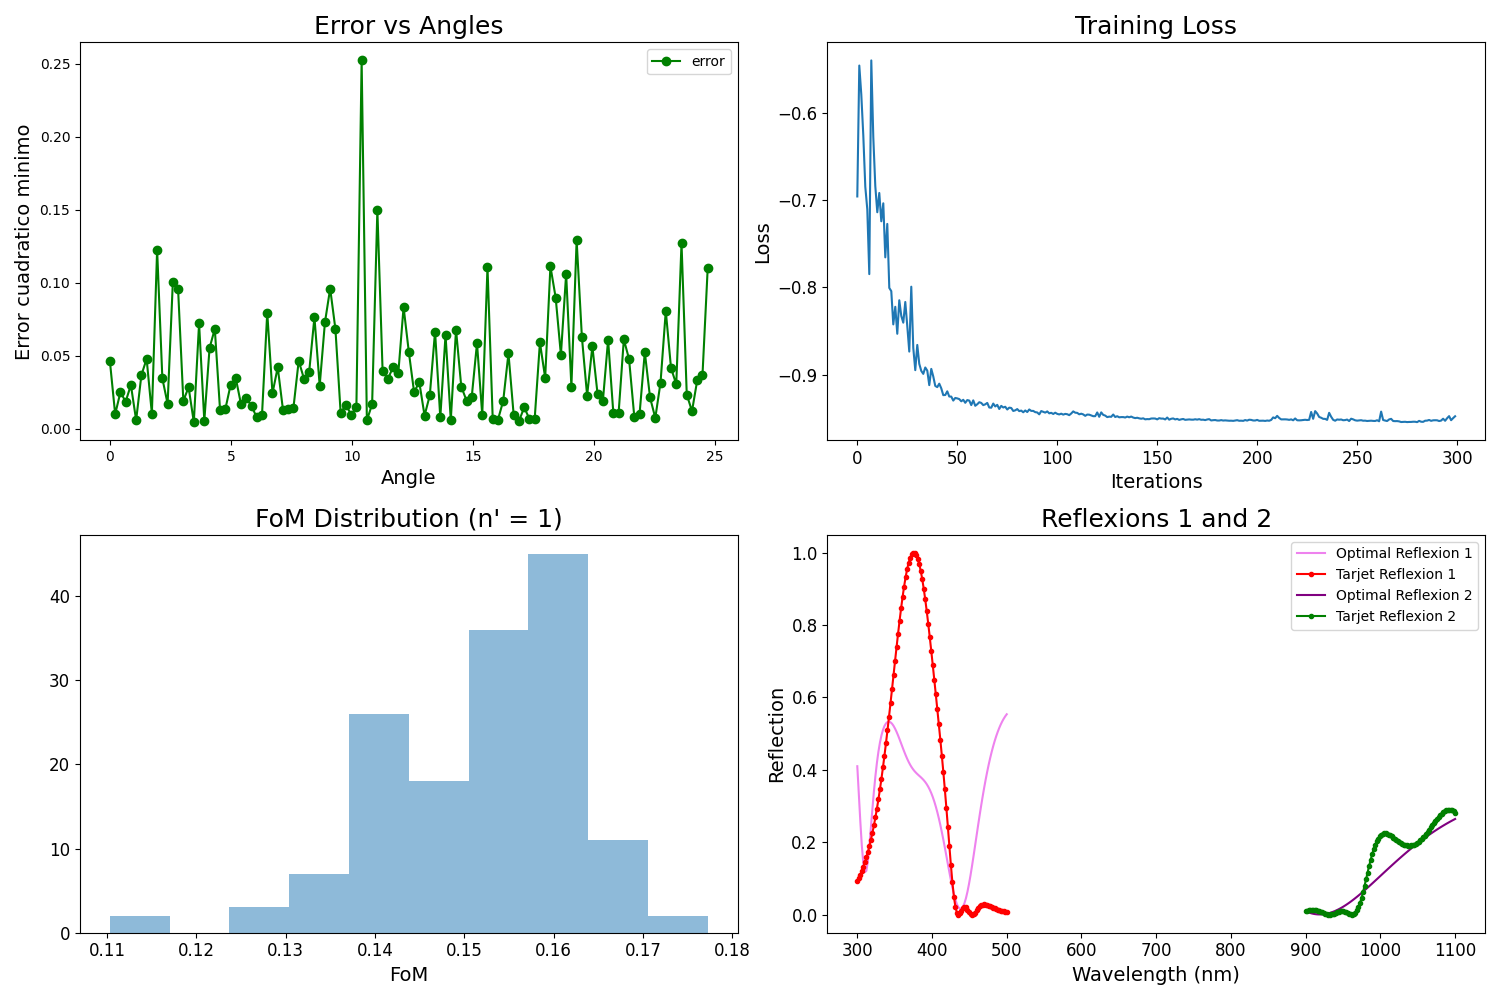 Error vs Angles
Error cuadratico minimo
0.25
0.20
0.15
0.10
0.05
0.00
error
0 5 10 15 20 25
Angle
Training Loss
Loss
−0.6
−0.7
−0.8
−0.9
0 50 100 150 200 250 300
Iterations
FoM Distribution (n' = 1)
40
30
20
10
0
0.11 0.12 0.13 0.14 0.15 0.16 0.17 0.18
FoM
Reflexions 1 and 2
Reflection
1.0
0.8
0.6
0.4
0.2
0.0
Optimal Reflexion 1
Tarjet Reflexion 1
Optimal Reflexion 2
Tarjet Reflexion 2
300 400 500 600 700 800 900 1000 1100
Wavelength (nm)